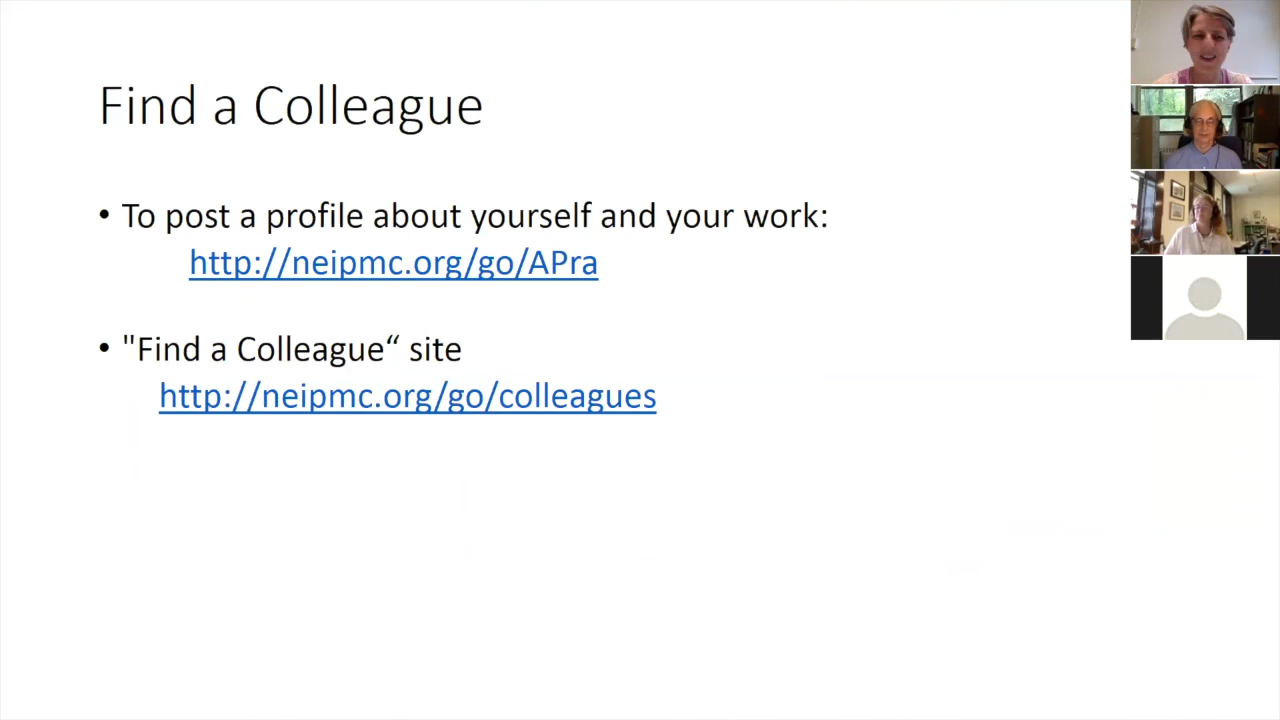 Find a Colleague
• To post a profile about yourself and your work:
http://neipmc.org/go/APra
• "Find a Colleague“ site
http://neipmc.org/go/colleagues